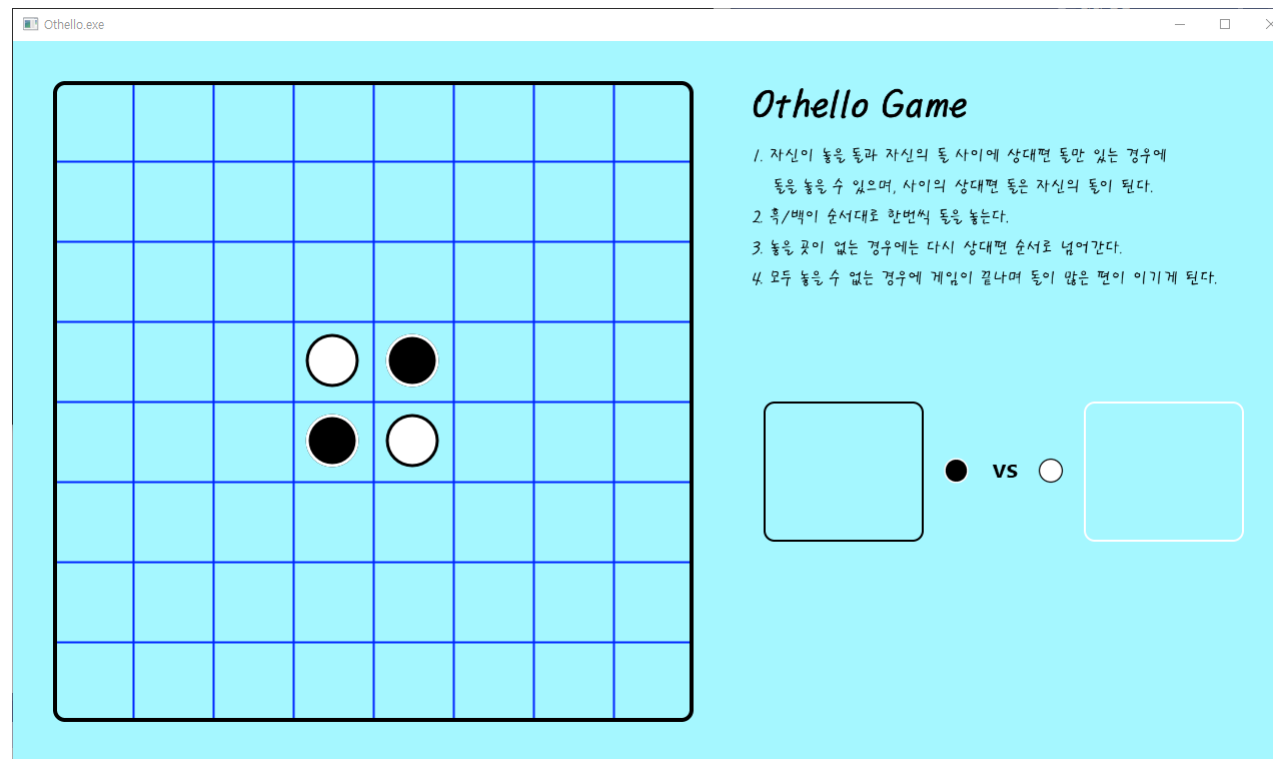 Othello.exe
Othello Game
1. 자신이 놓을 돌과 자신의 돌 사이에 상대편 돌만 있는 경우에
돌을 놓을 수 있으며, 사이의 상대편 돌은 자신의 돌이 된다.
2. 흑/백이 순서대로 한번씩 돌을 놓는다.
3. 놓을 곳이 없는 경우에는 다시 상대편 순서로 넘어간다.
4. 모두 놓을 수 없는 경우에 게임이 끝나며 돌이 많은 편이 이기게 된다.
vs